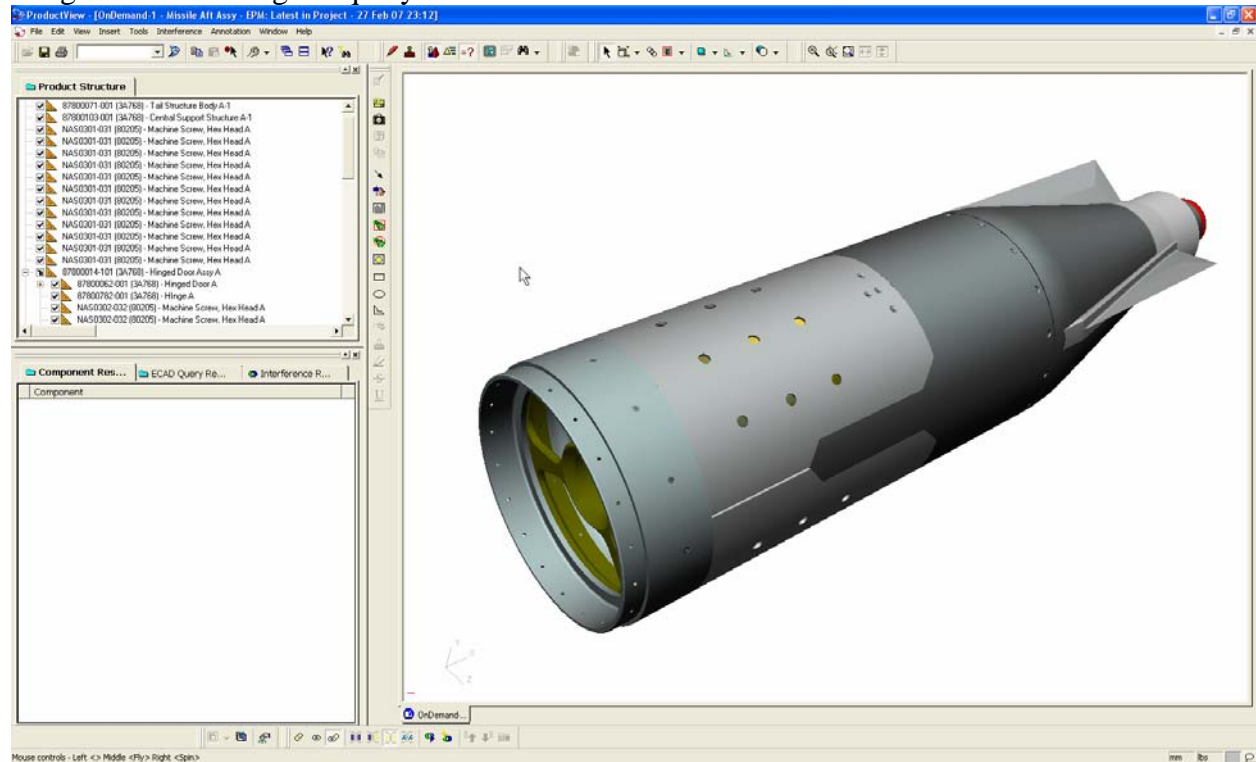 ProductView - [OnDemand-1 - Missile Aft Assy - EPM: Latest in Project - 27 Feb 07 23:12]
File Edit View Insert Tools Interference Annotation Window Help
Product Structure
87800071-001 (3A768) - Tail Structure Body A-1
87800103-001 (3A768) - Central Support Structure A-1
NAS0301-031 (80205) - Machine Screw, Hex Head A
NAS0301-031 (80205) - Machine Screw, Hex Head A
NAS0301-031 (80205) - Machine Screw, Hex Head A
NAS0301-031 (80205) - Machine Screw, Hex Head A
NAS0301-031 (80205) - Machine Screw, Hex Head A
NAS0301-031 (80205) - Machine Screw, Hex Head A
NAS0301-031 (80205) - Machine Screw, Hex Head A
NAS0301-031 (80205) - Machine Screw, Hex Head A
NAS0301-031 (80205) - Machine Screw, Hex Head A
NAS0301-031 (80205) - Machine Screw, Hex Head A
NAS0301-031 (80205) - Machine Screw, Hex Head A
NAS0301-031 (80205) - Machine Screw, Hex Head A
87800014-101 (3A768) - Hinged Door Assy A
87800062-001 (3A768) - Hinged Door A
87800782-001 (3A768) - Hinge A
NAS0302-032 (80205) - Machine Screw, Hex Head A
NAS0302-032 (80205) - Machine Screw, Hex Head A
Component Res... ECAD Query Re... Interference R...
Component
Y
X
Z
OnDemand...
Mouse controls - Left <> Middle <Fly> Right <Spin>
mm lbs